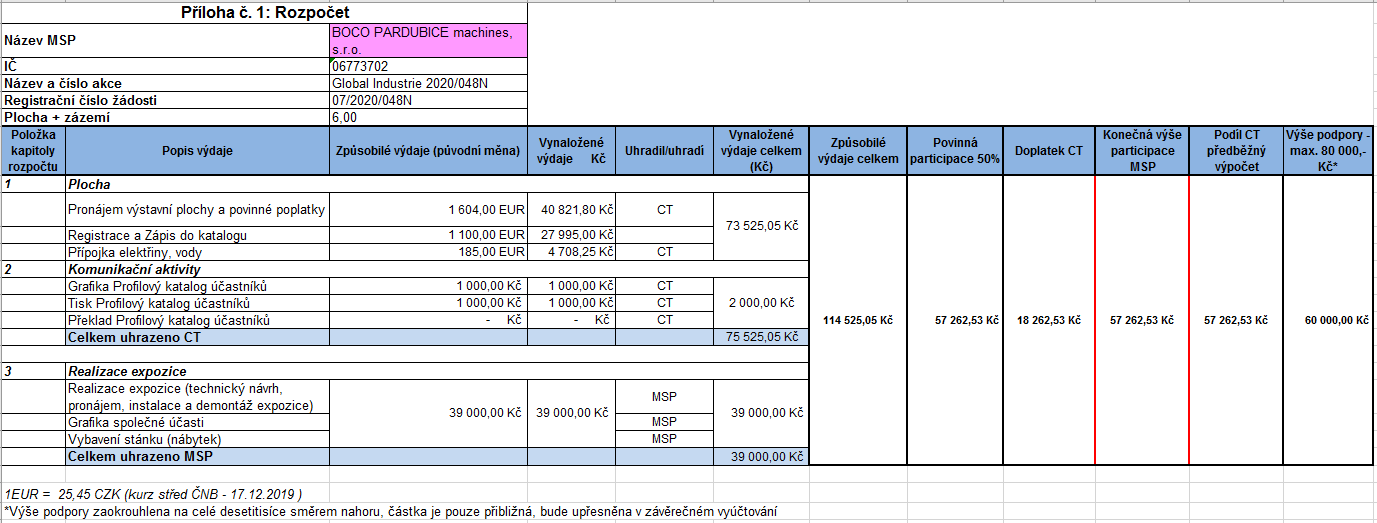 Příloha č. 1: Rozpočet
Název MSP
BOCO PARDUBICE machines,
s.r.o.
IČ 06773702
Název a číslo akce Global Industrie 2020/048N
Registrační číslo žádosti 07/2020/048N
Plocha + zázemí 6,00
Položka kapitoly rozpočtu Popis výdaje Způsobilé výdaje (původní měna) Vynaložené výdaje Kč Uhradil/uhradí Vynaložené výdaje celkem (Kč) Způsobilé výdaje celkem Povinná participace 50% Doplatek CT Konečná výše participace MSP Podíl CT předběžný výpočet Výše podpory - max. 80 000,- Kč*
1 Plocha
Pronájem výstavní plochy a povinné poplatky 1 604,00 EUR 40 821,80 Kč CT
73 525,05 Kč
Registrace a Zápis do katalogu 1 100,00 EUR 27 995,00 Kč
Přípojka elektřiny, vody 185,00 EUR 4 708,25 Kč CT
2 Komunikační aktivity
Grafika Profilový katalog účastníků 1 000,00 Kč 1 000,00 Kč CT
Tisk Profilový katalog účastníků 1 000,00 Kč 1 000,00 Kč CT 2 000,00 Kč
Překlad Profilový katalog účastníků - Kč - Kč CT
114 525,05 Kč 57 262,53 Kč 18 262,53 Kč 57 262,53 Kč 57 262,53 Kč 60 000,00 Kč
Celkem uhrazeno CT 75 525,05 Kč
3 Realizace expozice
Realizace expozice (technický návrh,
pronájem, instalace a demontáž expozice) MSP
39 000,00 Kč 39 000,00 Kč 39 000,00 Kč
Grafika společné účasti MSP
Vybavení stánku (nábytek) MSP
Celkem uhrazeno MSP 39 000,00 Kč
1EUR = 25,45 CZK (kurz střed ČNB - 17.12.2019 )
*Výše podpory zaokrouhlena na celé desetitisíce směrem nahoru, částka je pouze přibližná, bude upřesněna v závěrečném vyúčtování